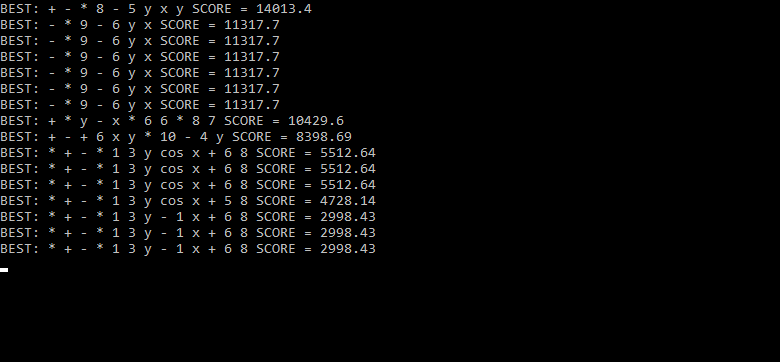 BEST: + - * 8 - 5 y x y SCORE = 14013.4
BEST: - * 9 - 6 y x SCORE = 11317.7
BEST: - * 9 - 6 y x SCORE = 11317.7
BEST: - * 9 - 6 y x SCORE = 11317.7
BEST: - * 9 - 6 y x SCORE = 11317.7
BEST: - * 9 - 6 y x SCORE = 11317.7
BEST: - * 9 - 6 y x SCORE = 11317.7
BEST: + * y - x * 6 6 * 8 7 SCORE = 10429.6
BEST: + - + 6 x y * 10 - 4 y SCORE = 8398.69
BEST: * + - * 1 3 y cos x + 6 8 SCORE = 5512.64
BEST: * + - * 1 3 y cos x + 6 8 SCORE = 5512.64
BEST: * + - * 1 3 y cos x + 6 8 SCORE = 5512.64
BEST: * + - * 1 3 y cos x + 5 8 SCORE = 4728.14
BEST: * + - * 1 3 y - 1 x + 6 8 SCORE = 2998.43
BEST: * + - * 1 3 y - 1 x + 6 8 SCORE = 2998.43
BEST: * + - * 1 3 y - 1 x + 6 8 SCORE = 2998.43